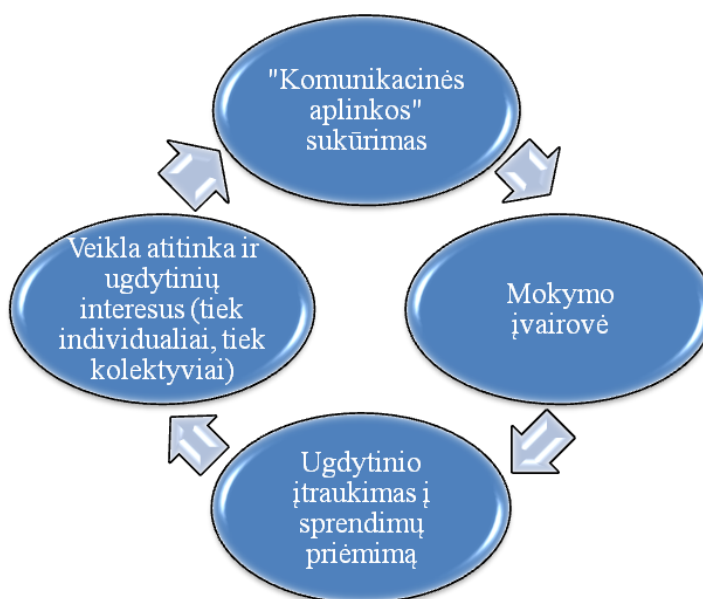 "Komunikacinės
aplinkos"
sukūrimas
Mokymo
įvairovė
Ugdytinio
įtraukimas į
sprendimų
priėmimą
Veikla atitinka ir
ugdytinių
interesus (tiek
individualiai, tiek
kolektyviai)